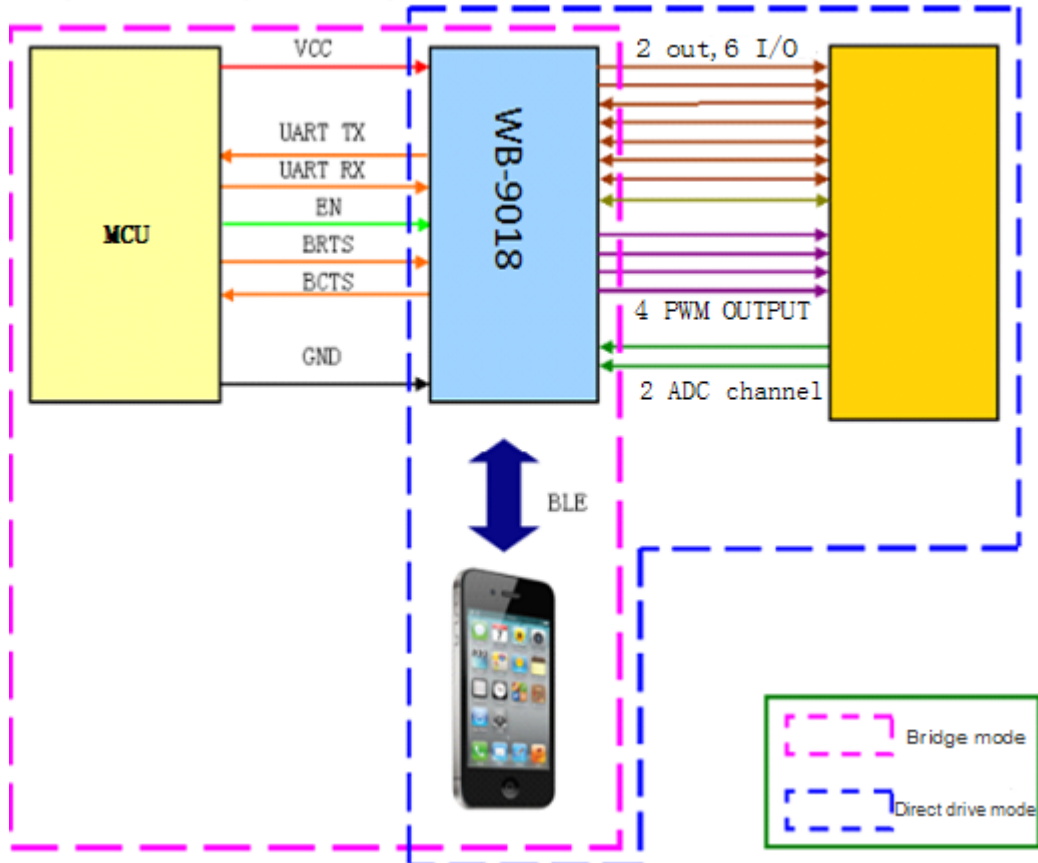 VCC
2 out,6 I/O
UART TX
UART RX
EN
MCU
BRTS
BCTS
WB-9018
4 PWM OUTPUT
GND
2 ADC channel
BLE
Bridge mode
Direct drive mode